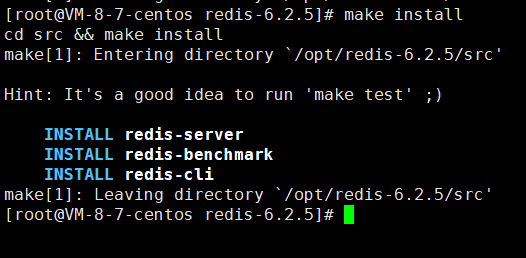 [root@VM-8-7-centos redis-6.2.5]# make install
cd src && make install
make[1]: Entering directory `/opt/redis-6.2.5/src'
Hint: It's a good idea to run 'make test' ;)
INSTALL redis-server
INSTALL redis-benchmark
INSTALL redis-cli
make[1]: Leaving directory `/opt/redis-6.2.5/src'
[root@VM-8-7-centos redis-6.2.5]#